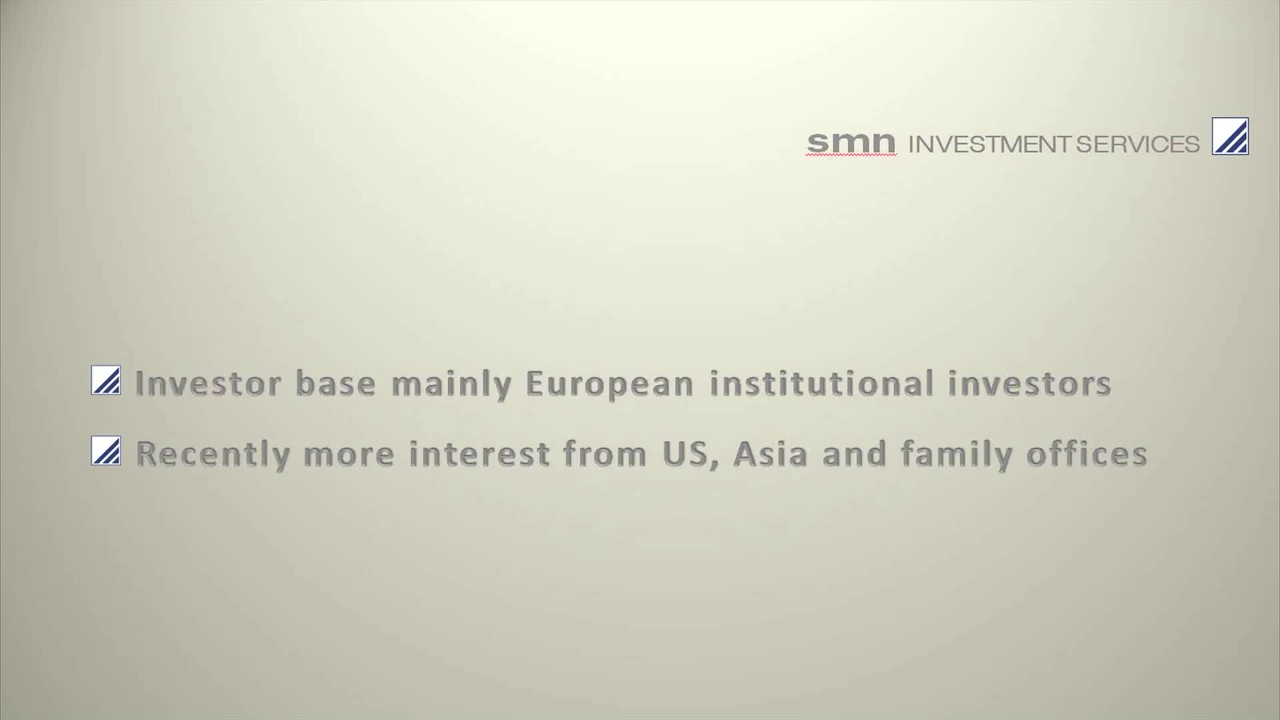 smn INVESTMENT SERVICES
Investor base mainly European institutional investors
Recently more interest from US, Asia and family offices